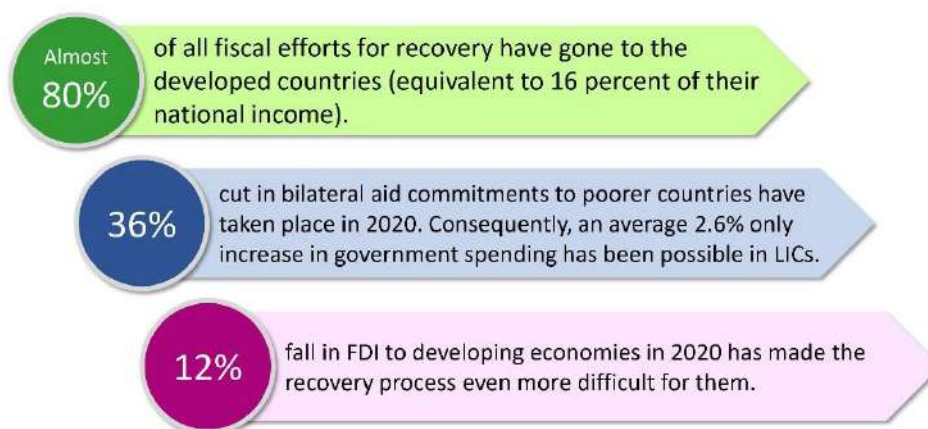 Almost
80%
of all fiscal efforts for recovery have gone to the
developed countries (equivalent to 16 percent of their
national income).
36%
cut in bilateral aid commitments to poorer countries have
taken place in 2020. Consequently, an average 2.6% only
increase in government spending has been possible in LICs.
12%
fall in FDI to developing economies in 2020 has made the
recovery process even more difficult for them.